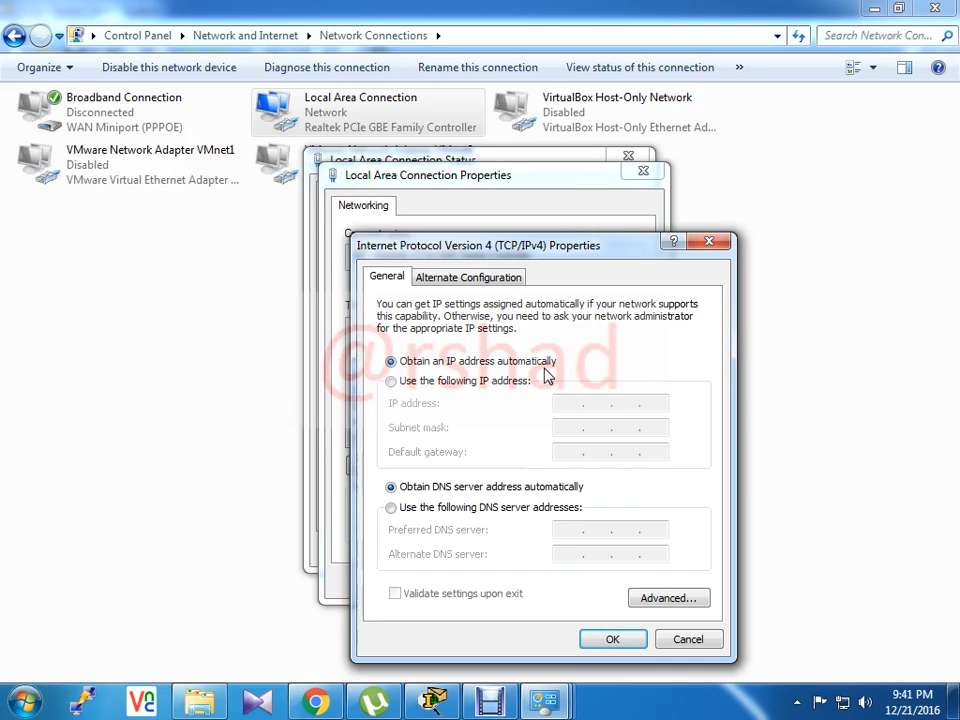 Control Panel ▸ Network and Internet ▸ Network Connections ▸
Search Network Con...
Organize
Disable this network device
Diagnose this connection
Rename this connection
View status of this connection
»
Broadband Connection
Disconnected
WAN Miniport (PPPOE)
Local Area Connection
Network
Realtek PCIe GBE Family Controller
VirtualBox Host-Only Network
Disabled
VirtualBox Host-Only Ethernet Ad...
VMware Network Adapter VMnet1
Disabled
VMware Virtual Ethernet Adapter ...
Local Area Connection Status
Local Area Connection Properties
Networking
Internet Protocol Version 4 (TCP/IPv4) Properties
General
Alternate Configuration
You can get IP settings assigned automatically if your network supports
this capability. Otherwise, you need to ask your network administrator
for the appropriate IP settings.
@rshad
Obtain an IP address automatically
Use the following IP address:
IP address:
Subnet mask:
Default gateway:
Obtain DNS server address automatically
Use the following DNS server addresses:
Preferred DNS server:
Alternate DNS server:
Validate settings upon exit
Advanced...
OK
Cancel
9:41 PM
12/21/2016